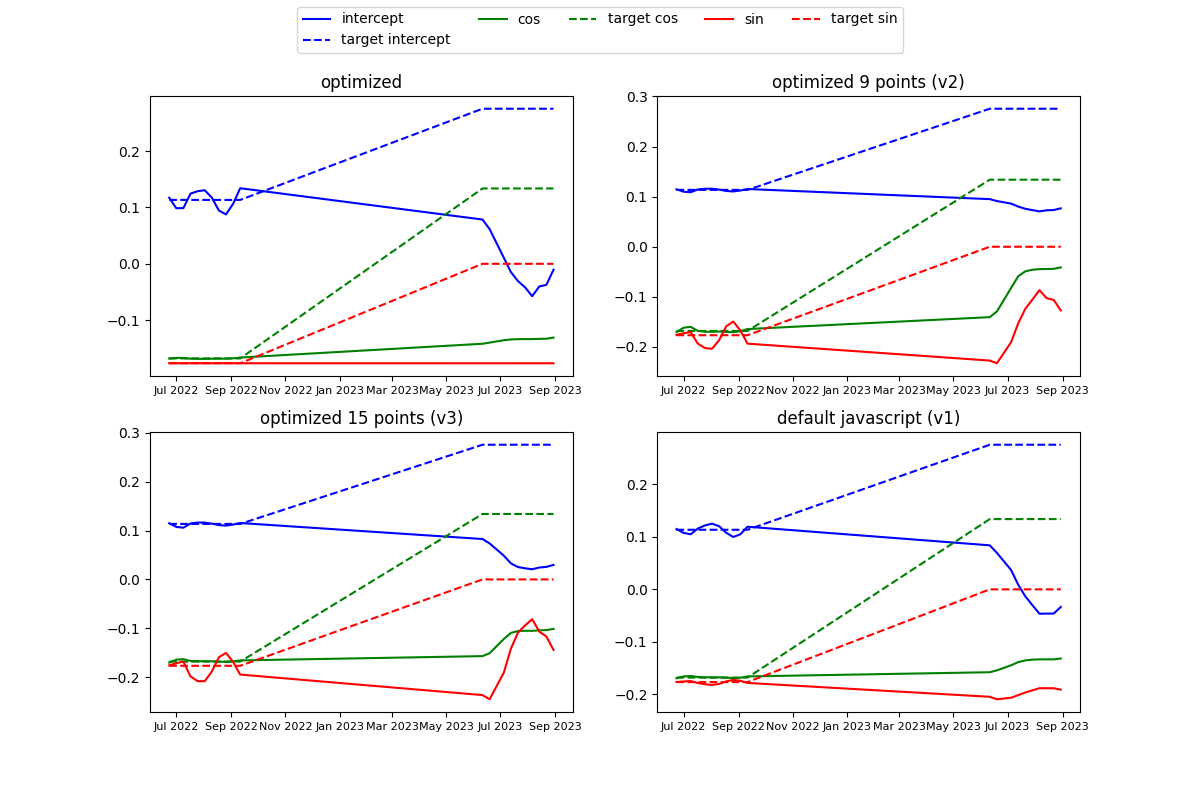 intercept cos target cos sin target sin
target intercept
optimized
0.2
0.1
0.0
−0.1
Jul 2022 Sep 2022 Nov 2022 Jan 2023 Mar 2023 May 2023 Jul 2023 Sep 2023
optimized 9 points (v2)
0.3
0.2
0.1
0.0
−0.1
−0.2
Jul 2022 Sep 2022 Nov 2022 Jan 2023 Mar 2023 May 2023 Jul 2023 Sep 2023
optimized 15 points (v3)
0.3
0.2
0.1
0.0
−0.1
−0.2
Jul 2022 Sep 2022 Nov 2022 Jan 2023 Mar 2023 May 2023 Jul 2023 Sep 2023
default javascript (v1)
0.2
0.1
0.0
−0.1
−0.2
Jul 2022 Sep 2022 Nov 2022 Jan 2023 Mar 2023 May 2023 Jul 2023 Sep 2023